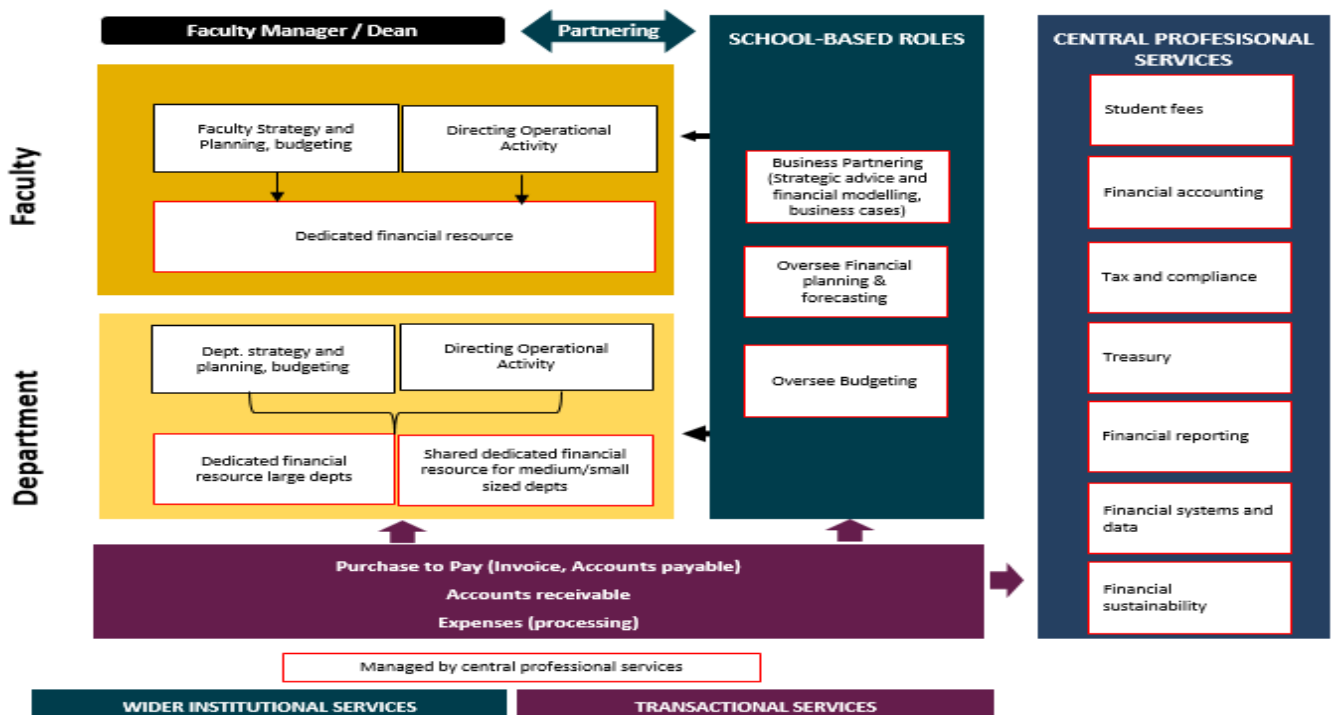 Faculty Manager / Dean
Partnering
SCHOOL-BASED ROLES
CENTRAL PROFESISONAL
SERVICES
Faculty
Faculty Strategy and
Planning, budgeting
Directing Operational
Activity
Dedicated financial resource
Department
Dept. strategy and
planning, budgeting
Directing Operational
Activity
Dedicated financial
resource large depts
Shared dedicated financial
resource for medium/small
sized depts
Business Partnering
(Strategic advice and
financial modelling,
business cases)
Oversee Financial
planning &
forecasting
Oversee Budgeting
Student fees
Financial accounting
Tax and compliance
Treasury
Financial reporting
Financial systems and
data
Financial
sustainability
Purchase to Pay (Invoice, Accounts payable)
Accounts receivable
Expenses (processing)
Managed by central professional services
WIDER INSTITUTIONAL SERVICES
TRANSACTIONAL SERVICES